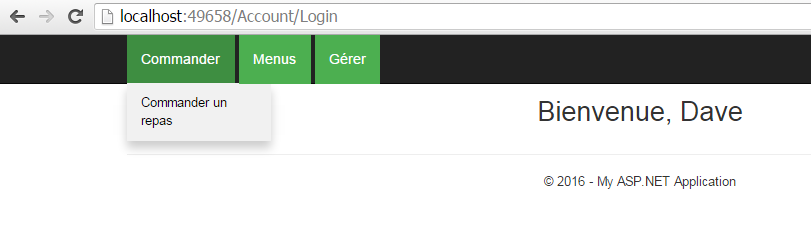 localhost:49658/Account/Login
Commander Menus Gérer
Commander un
repas
Bienvenue, Dave
© 2016 - My ASP.NET Application